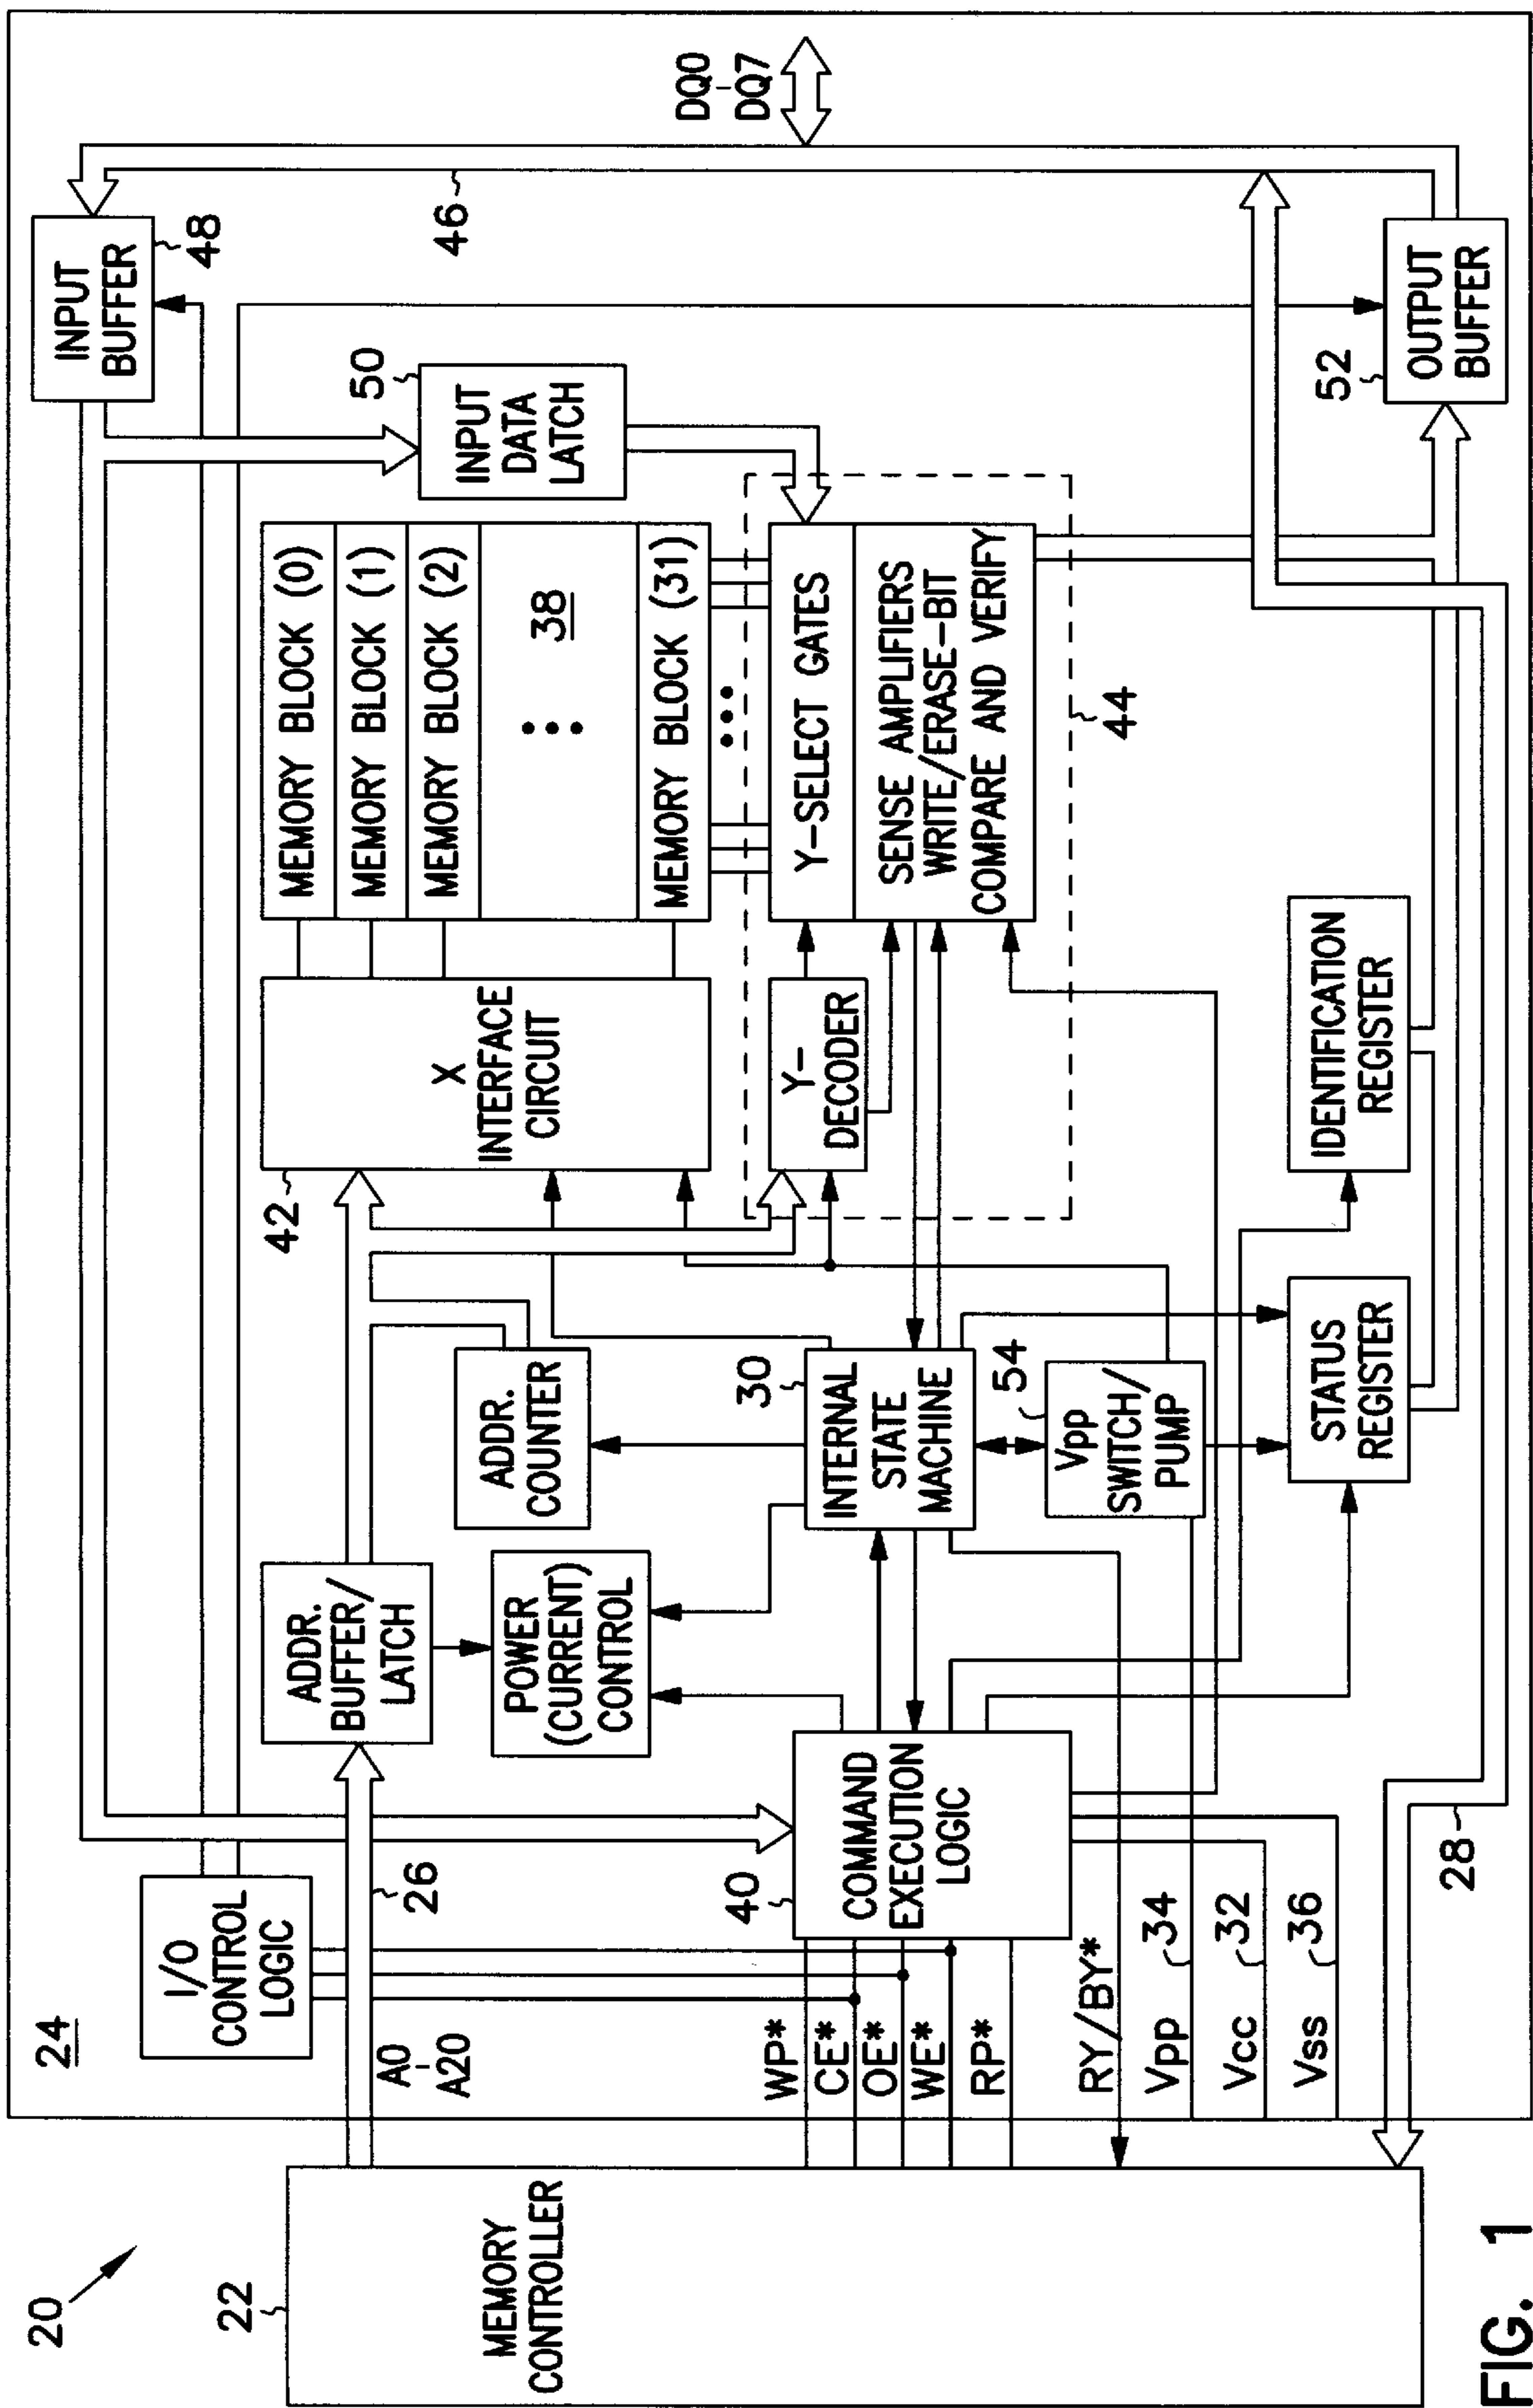 20
22
MEMORY
CONTROLLER
24
I/O
CONTROL
LOGIC
A0 -
A20
26
WP*
CE*
OE*
WE*
RP*
RY/BY*
Vpp
34
Vcc
32
Vss
36
28
40
COMMAND
EXECUTION
LOGIC
ADDR.
BUFFER/
LATCH
POWER
(CURRENT)
CONTROL
ADDR.
COUNTER
30
INTERNAL
STATE
MACHINE
54
Vpp
SWITCH/
PUMP
STATUS
REGISTER
IDENTIFICATION
REGISTER
42
X
INTERFACE
CIRCUIT
Y-
DECODER
MEMORY BLOCK (0)
MEMORY BLOCK (1)
MEMORY BLOCK (2)
38
MEMORY BLOCK (31)
Y-SELECT GATES
SENSE AMPLIFIERS
WRITE/ERASE-BIT
COMPARE AND VERIFY
44
50
INPUT
DATA
LATCH
INPUT
BUFFER
48
46
52
OUTPUT
BUFFER
DQ0 -
DQ7
FIG. 1